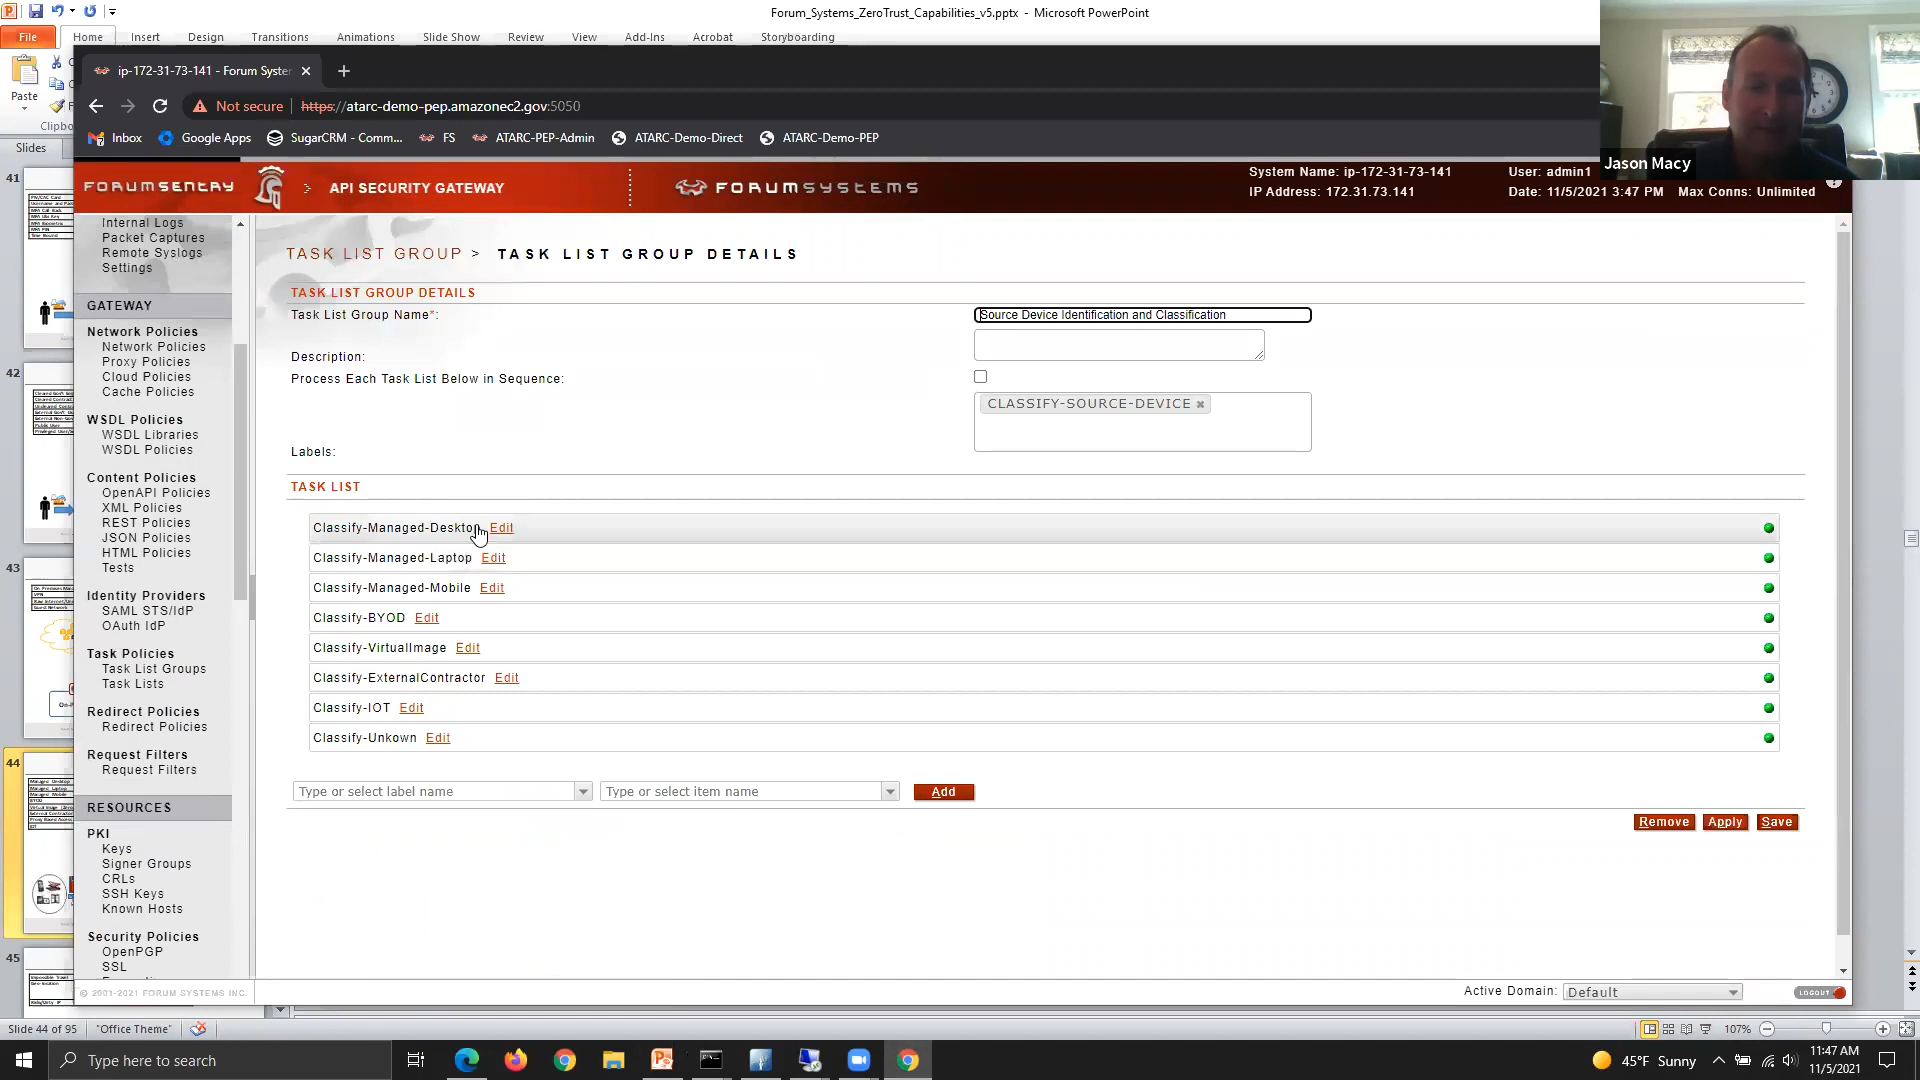 Forum_Systems_ZeroTrust_Capabilities_v5.pptx - Microsoft PowerPoint
File Home Insert Design Transitions Animations Slide Show Review View Add-Ins Acrobat Storyboarding
Paste
Slides
ip-172-31-73-141 - Forum Syster
Not secure https://atarc-demo-pep.amazonec2.gov:5050
Inbox Google Apps SugarCRM - Comm... FS ATARC-PEP-Admin ATARC-Demo-Direct ATARC-Demo-PEP
Jason Macy
FORUMSENTRY API SECURITY GATEWAY FORUMSYSTEMS
System Name: ip-172-31-73-141 User: admin1
IP Address: 172.31.73.141 Date: 11/5/2021 3:47 PM Max Conns: Unlimited
41
42
43
44
45
Internal Logs
Packet Captures
Remote Syslogs
Settings
GATEWAY
Network Policies
Network Policies
Proxy Policies
Cloud Policies
Cache Policies
WSDL Policies
WSDL Libraries
WSDL Policies
Content Policies
OpenAPI Policies
XML Policies
REST Policies
JSON Policies
HTML Policies
Tests
Identity Providers
SAML STS/IdP
OAuth IdP
Task Policies
Task List Groups
Task Lists
Redirect Policies
Redirect Policies
Request Filters
Request Filters
RESOURCES
PKI
Keys
Signer Groups
CRLs
SSH Keys
Known Hosts
Security Policies
OpenPGP
SSL
© 2001-2021 FORUM SYSTEMS INC.
TASK LIST GROUP > TASK LIST GROUP DETAILS
TASK LIST GROUP DETAILS
Task List Group Name*: Source Device Identification and Classification
Description:
Process Each Task List Below in Sequence:
CLASSIFY-SOURCE-DEVICE
Labels:
TASK LIST
Classify-Managed-Desktop Edit
Classify-Managed-Laptop Edit
Classify-Managed-Mobile Edit
Classify-BYOD Edit
Classify-VirtualImage Edit
Classify-ExternalContractor Edit
Classify-IOT Edit
Classify-Unkown Edit
Type or select label name Type or select item name Add
Remove Apply Save
Active Domain: Default LOGOUT
Slide 44 of 95 "Office Theme" 107%
Type here to search
45°F Sunny
11:47 AM
11/5/2021